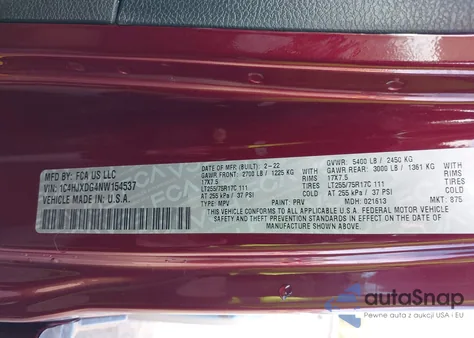 MFD BY: FCA US LLC
VIN: 1C4HJXDG4NW154537
VEHICLE MADE IN: U.S.A.
DATE OF MFR. (BUILT): 2-22
GVWR: 5400 LB / 2450 KG
GAWR FRONT: 2700 LB / 1225 KG WITH
GAWR REAR: 3000 LB / 1361 KG WITH
17X7.5 RIMS
17X7.5 RIMS
LT255/75R17C 111 TIRES
LT255/75R17C 111 TIRES
AT 255 kPa / 37 PSI COLD
AT 255 kPa / 37 PSI COLD
TYPE: MPV PAINT: PRV MDH: 021613 MKT: 875
THIS VEHICLE CONFORMS TO ALL APPLICABLE U.S.A. FEDERAL MOTOR VEHICLE
SAFETY AND THEFT PREVENTION STANDARDS IN EFFECT ON THE DATE OF
MANUFACTURE SHOWN ABOVE.
autoSnap
Pewne auta z aukcji USA - EU